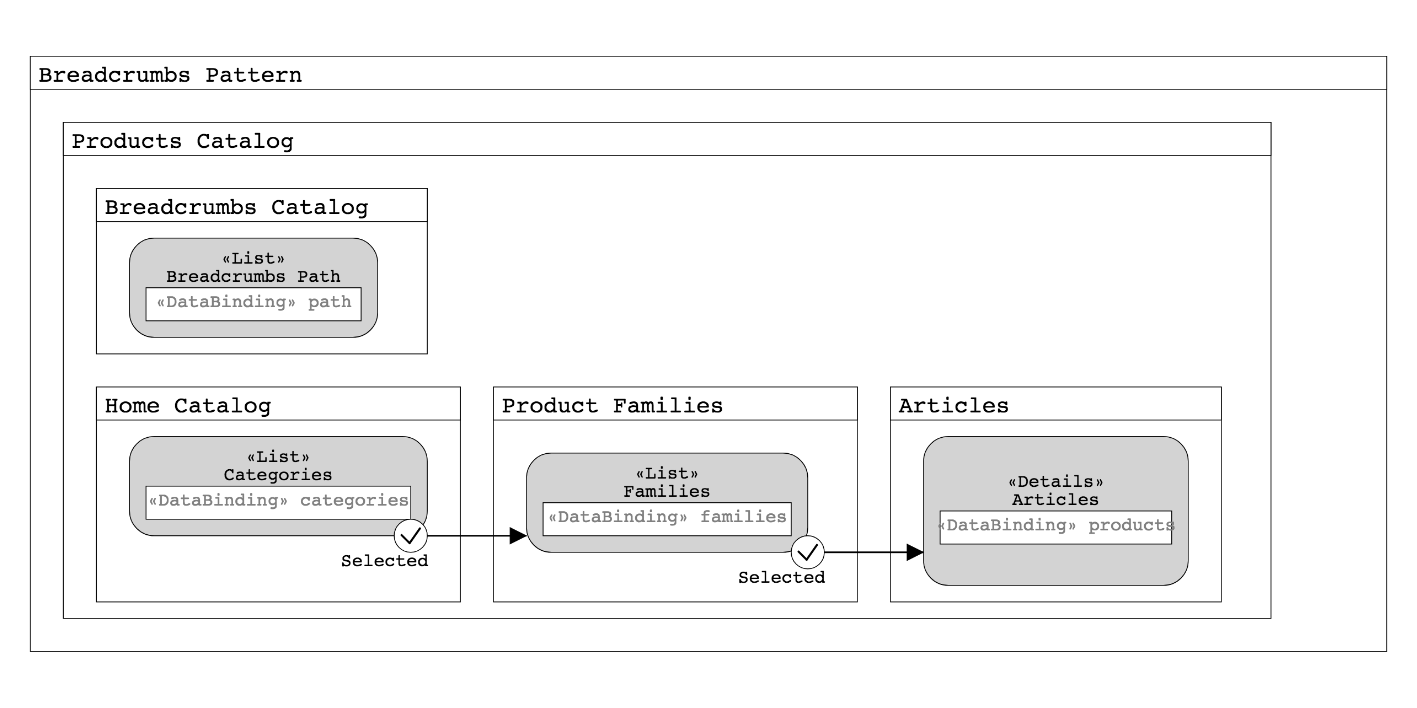 Breadcrumbs Pattern
Products Catalog
Breadcrumbs Catalog
«List»
Breadcrumbs Path
«DataBinding» path
Home Catalog
«List»
Categories
«DataBinding» categories
Selected
Product Families
«List»
Families
«DataBinding» families
Selected
Articles
«Details»
Articles
«DataBinding» products